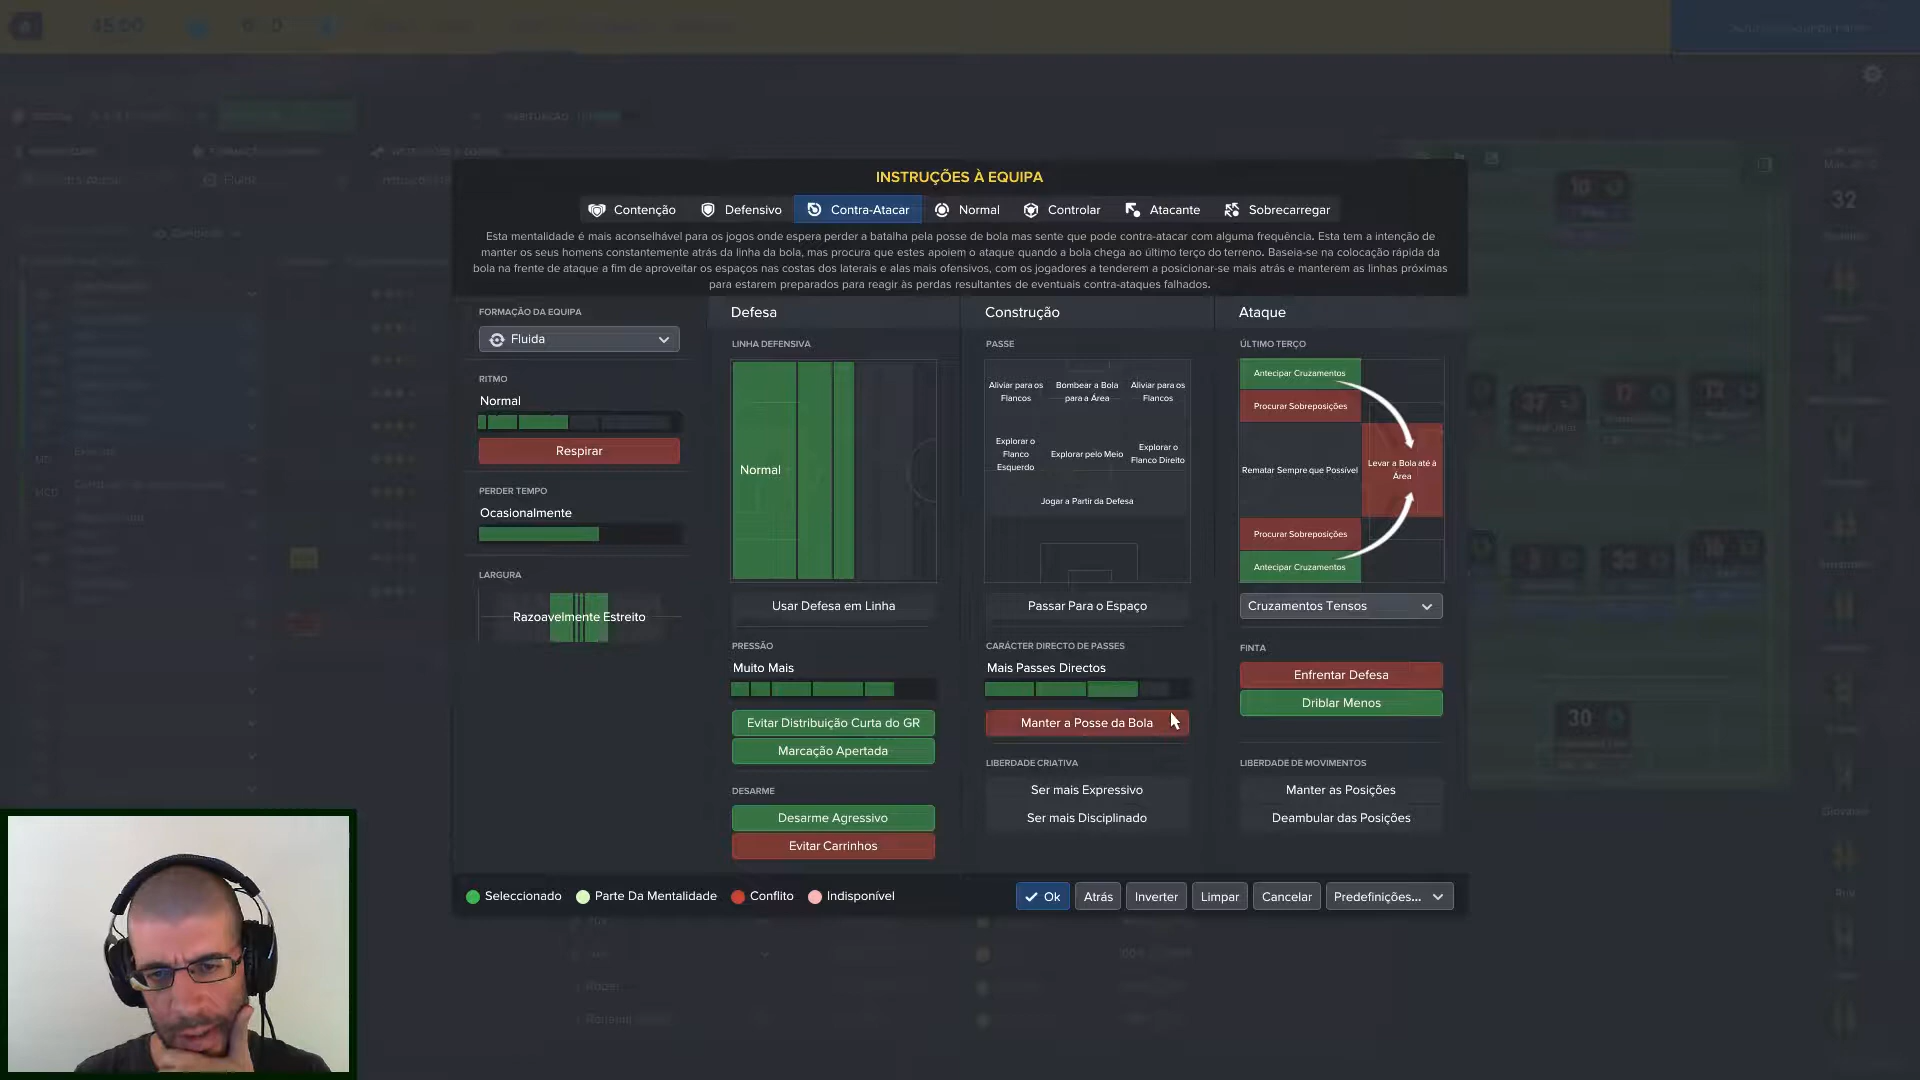 45:00
INSTRUÇÕES À EQUIPA
Contenção
Defensivo
Contra-Atacar
Normal
Controlar
Atacante
Sobrecarregar
Esta mentalidade é mais aconselhável para os jogos onde espera perder a batalha pela posse de bola mas sente que pode contra-atacar com alguma frequência. Esta tem a intenção de
manter os seus homens constantemente atrás da linha da bola, mas procura que estes apoiem o ataque quando a bola chega ao último terço do terreno. Baseia-se na colocação rápida da
bola na frente de ataque a fim de aproveitar os espaços nas costas dos laterais e alas mais ofensivos, com os jogadores a tenderem a posicionar-se mais atrás e manterem as linhas próximas
para estarem preparados para reagir às perdas resultantes de eventuais contra-ataques falhados.
FORMAÇÃO DA EQUIPA
Fluida
RITMO
Normal
Respirar
PERDER TEMPO
Ocasionalmente
LARGURA
Razoavelmente Estreito
Defesa
LINHA DEFENSIVA
Normal
Usar Defesa em Linha
PRESSÃO
Muito Mais
Evitar Distribuição Curta do GR
Marcação Apertada
DESARME
Desarme Agressivo
Evitar Carrinhos
Construção
PASSE
Aliviar para os
Flancos
Bombear a Bola
para a Área
Aliviar para os
Flancos
Explorar o
Flanco
Esquerdo
Explorar pelo Meio
Explorar o
Flanco Direito
Jogar a Partir da Defesa
Passar Para o Espaço
CARÁCTER DIRECTO DE PASSES
Mais Passes Directos
Manter a Posse da Bola
LIBERDADE CRIATIVA
Ser mais Expressivo
Ser mais Disciplinado
Ataque
ÚLTIMO TERÇO
Antecipar Cruzamentos
Procurar Sobreposições
Rematar Sempre que Possível
Levar a Bola até à
Área
Procurar Sobreposições
Antecipar Cruzamentos
Cruzamentos Tensos
FINTA
Enfrentar Defesa
Driblar Menos
LIBERDADE DE MOVIMENTOS
Manter as Posições
Deambular das Posições
Seleccionado
Parte Da Mentalidade
Conflito
Indisponível
Ok
Atrás
Inverter
Limpar
Cancelar
Predefinições...
10
32
37
17
30